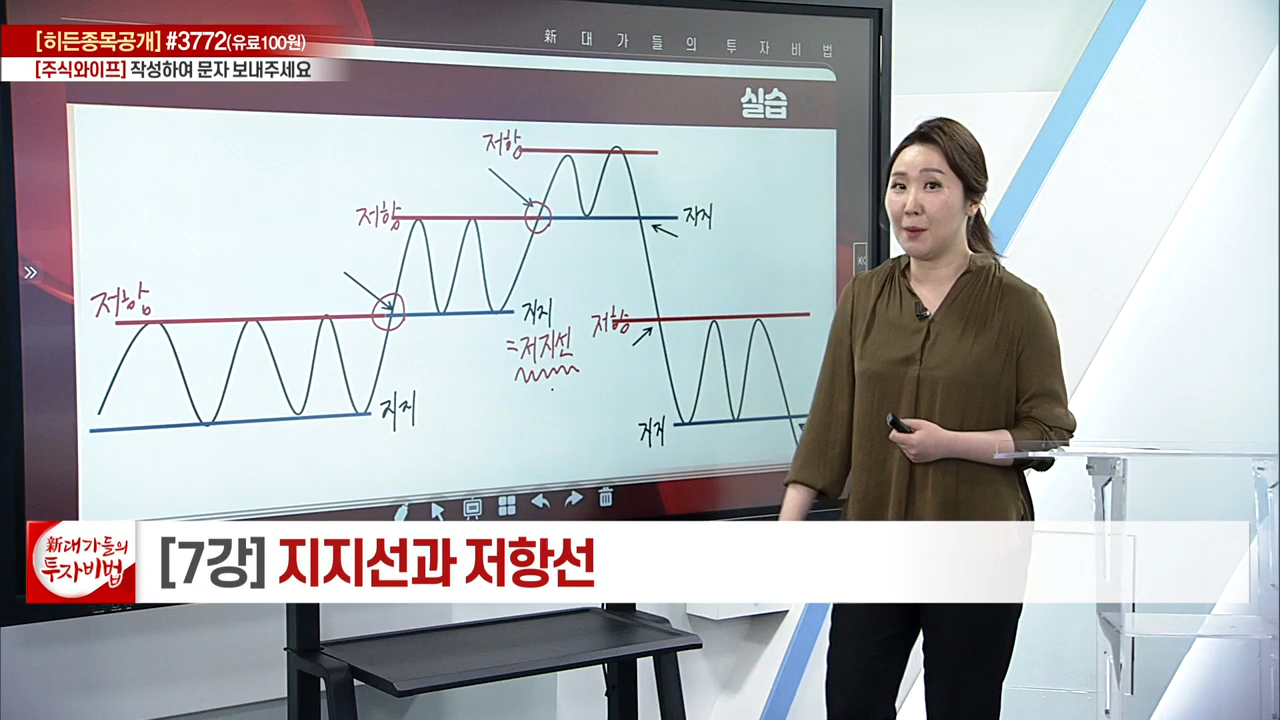 [히든종목공개] #3772(유료100원)
[주식와이프] 작성하여 문자 보내주세요
新 대가들의 투자비법
실습
저항
저항
지지
저항
지지
=저지선
저항
지지
지지
新대가들의
투자비법
[7강] 지지선과 저항선